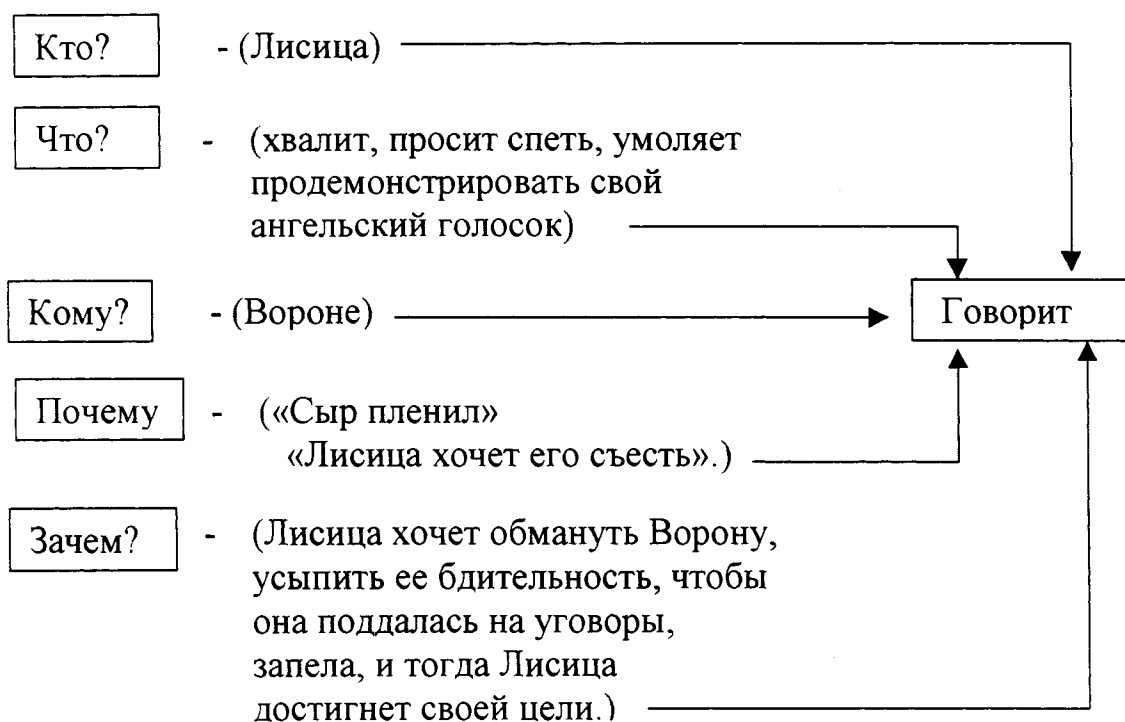 Кто? - (Лисица)
Что? - (хвалит, просит спеть, умоляет
продемонстрировать свой
ангельский голосок)
Кому? - (Вороне)
Говорит
Почему - («Сыр пленил»
«Лисица хочет его съесть».)
Зачем? - (Лисица хочет обмануть Ворону,
усыпить ее бдительность, чтобы
она поддалась на уговоры,
запела, и тогда Лисица
достигнет своей цели.)